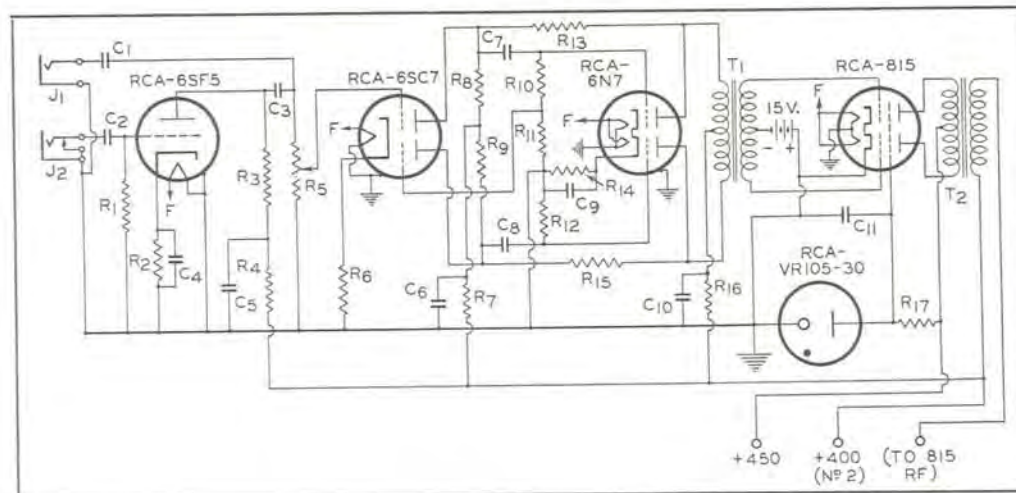 C1
RCA-6SF5
J1
C2
C3
J2
R1
F
R2
C4
R3
R4
C5
R5
RCA-6SC7
F
R6
C6
R7
C7
R8
R9
C8
R13
R10
R11
R12
C9
R14
R15
RCA-
6N7
F
T1
C10
R16
15 V.
- +
RCA-815
F
C11
T2
RCA-
VR105-30
R17
+450
+400
(Nº 2)
(TO 815
RF)